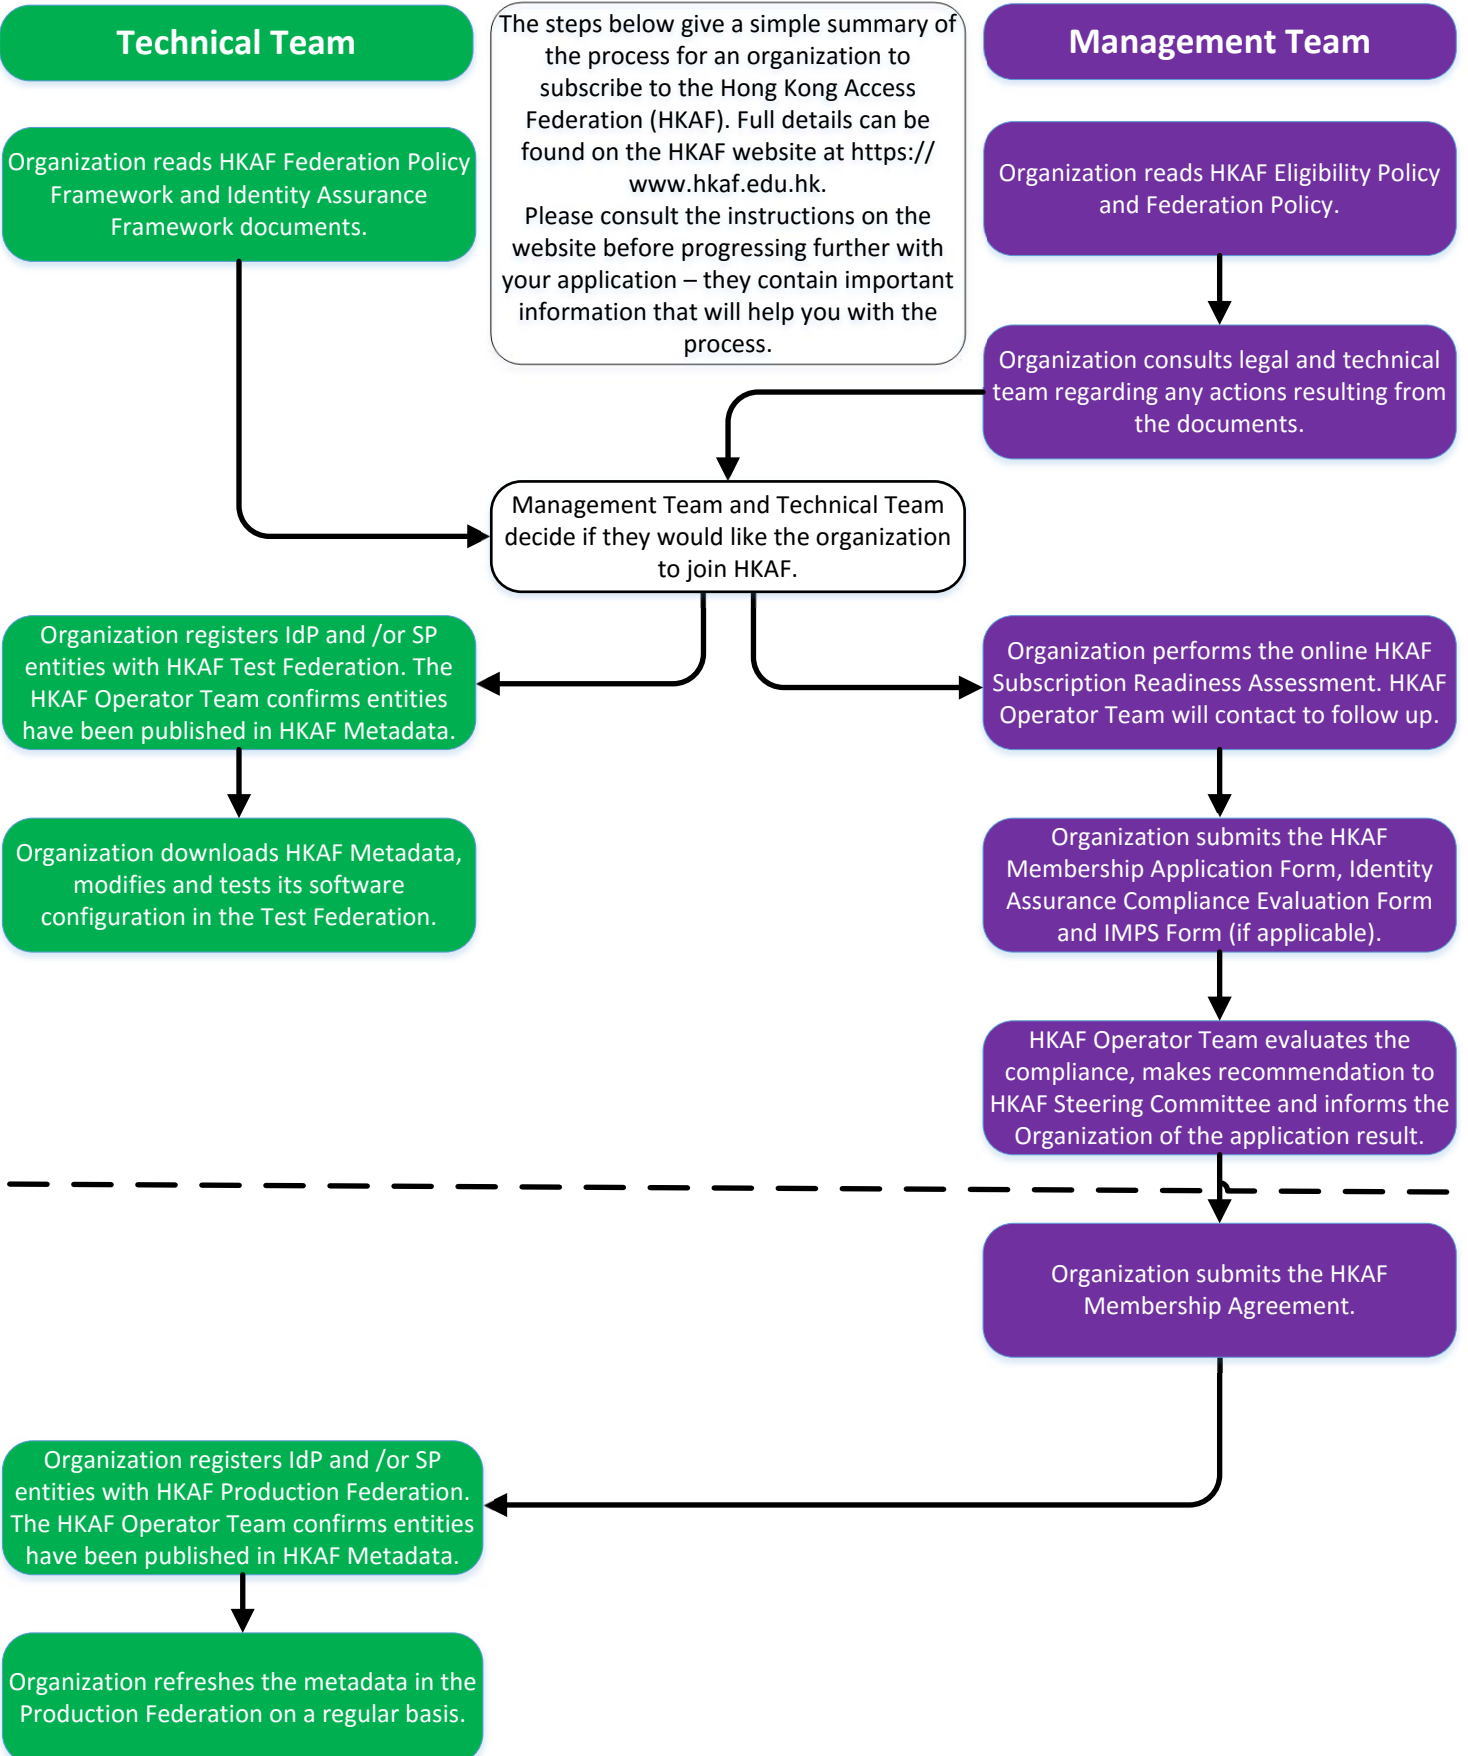 Technical Team
The steps below give a simple summary of
the process for an organization to
subscribe to the Hong Kong Access
Federation (HKAF). Full details can be
found on the HKAF website at https://
www.hkaf.edu.hk.
Please consult the instructions on the
website before progressing further with
your application – they contain important
information that will help you with the
process.
Management Team
Organization reads HKAF Federation Policy
Framework and Identity Assurance
Framework documents.
Organization reads HKAF Eligibility Policy
and Federation Policy.
Organization consults legal and technical
team regarding any actions resulting from
the documents.
Management Team and Technical Team
decide if they would like the organization
to join HKAF.
Organization registers IdP and /or SP
entities with HKAF Test Federation. The
HKAF Operator Team confirms entities
have been published in HKAF Metadata.
Organization performs the online HKAF
Subscription Readiness Assessment. HKAF
Operator Team will contact to follow up.
Organization downloads HKAF Metadata,
modifies and tests its software
configuration in the Test Federation.
Organization submits the HKAF
Membership Application Form, Identity
Assurance Compliance Evaluation Form
and IMPS Form (if applicable).
HKAF Operator Team evaluates the
compliance, makes recommendation to
HKAF Steering Committee and informs the
Organization of the application result.
Organization submits the HKAF
Membership Agreement.
Organization registers IdP and /or SP
entities with HKAF Production Federation.
The HKAF Operator Team confirms entities
have been published in HKAF Metadata.
Organization refreshes the metadata in the
Production Federation on a regular basis.